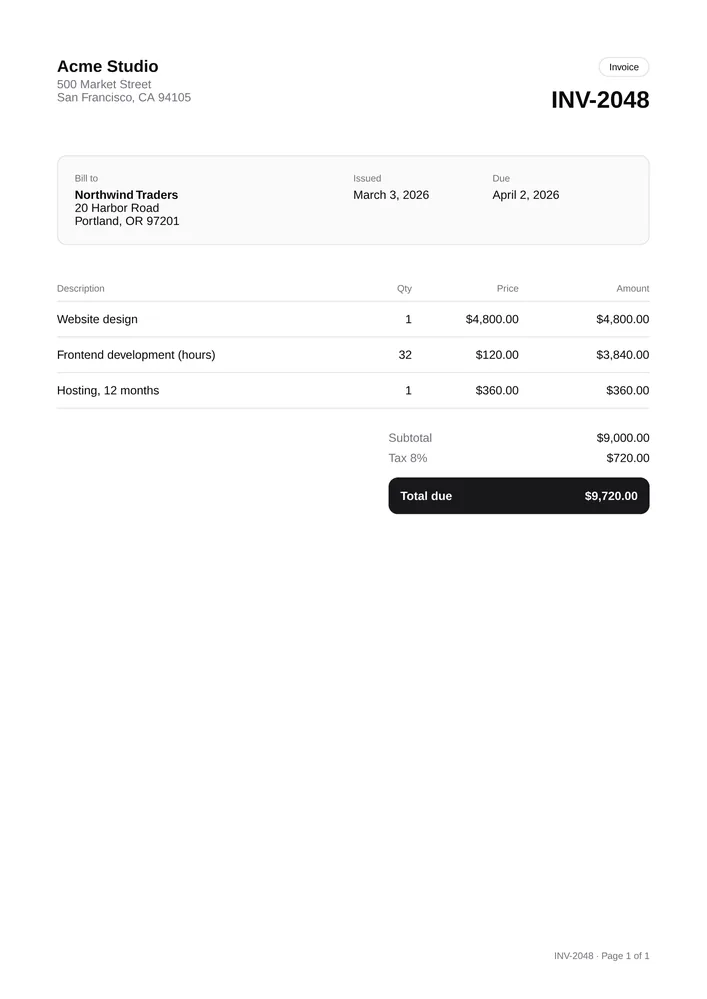 Acme Studio
500 Market Street
San Francisco, CA 94105
Invoice
INV-2048
Bill to
Northwind Traders
20 Harbor Road
Portland, OR 97201
Issued
March 3, 2026
Due
April 2, 2026
Description Qty Price Amount
Website design 1 $4,800.00 $4,800.00
Frontend development (hours) 32 $120.00 $3,840.00
Hosting, 12 months 1 $360.00 $360.00
Subtotal $9,000.00
Tax 8% $720.00
Total due $9,720.00
INV-2048 · Page 1 of 1